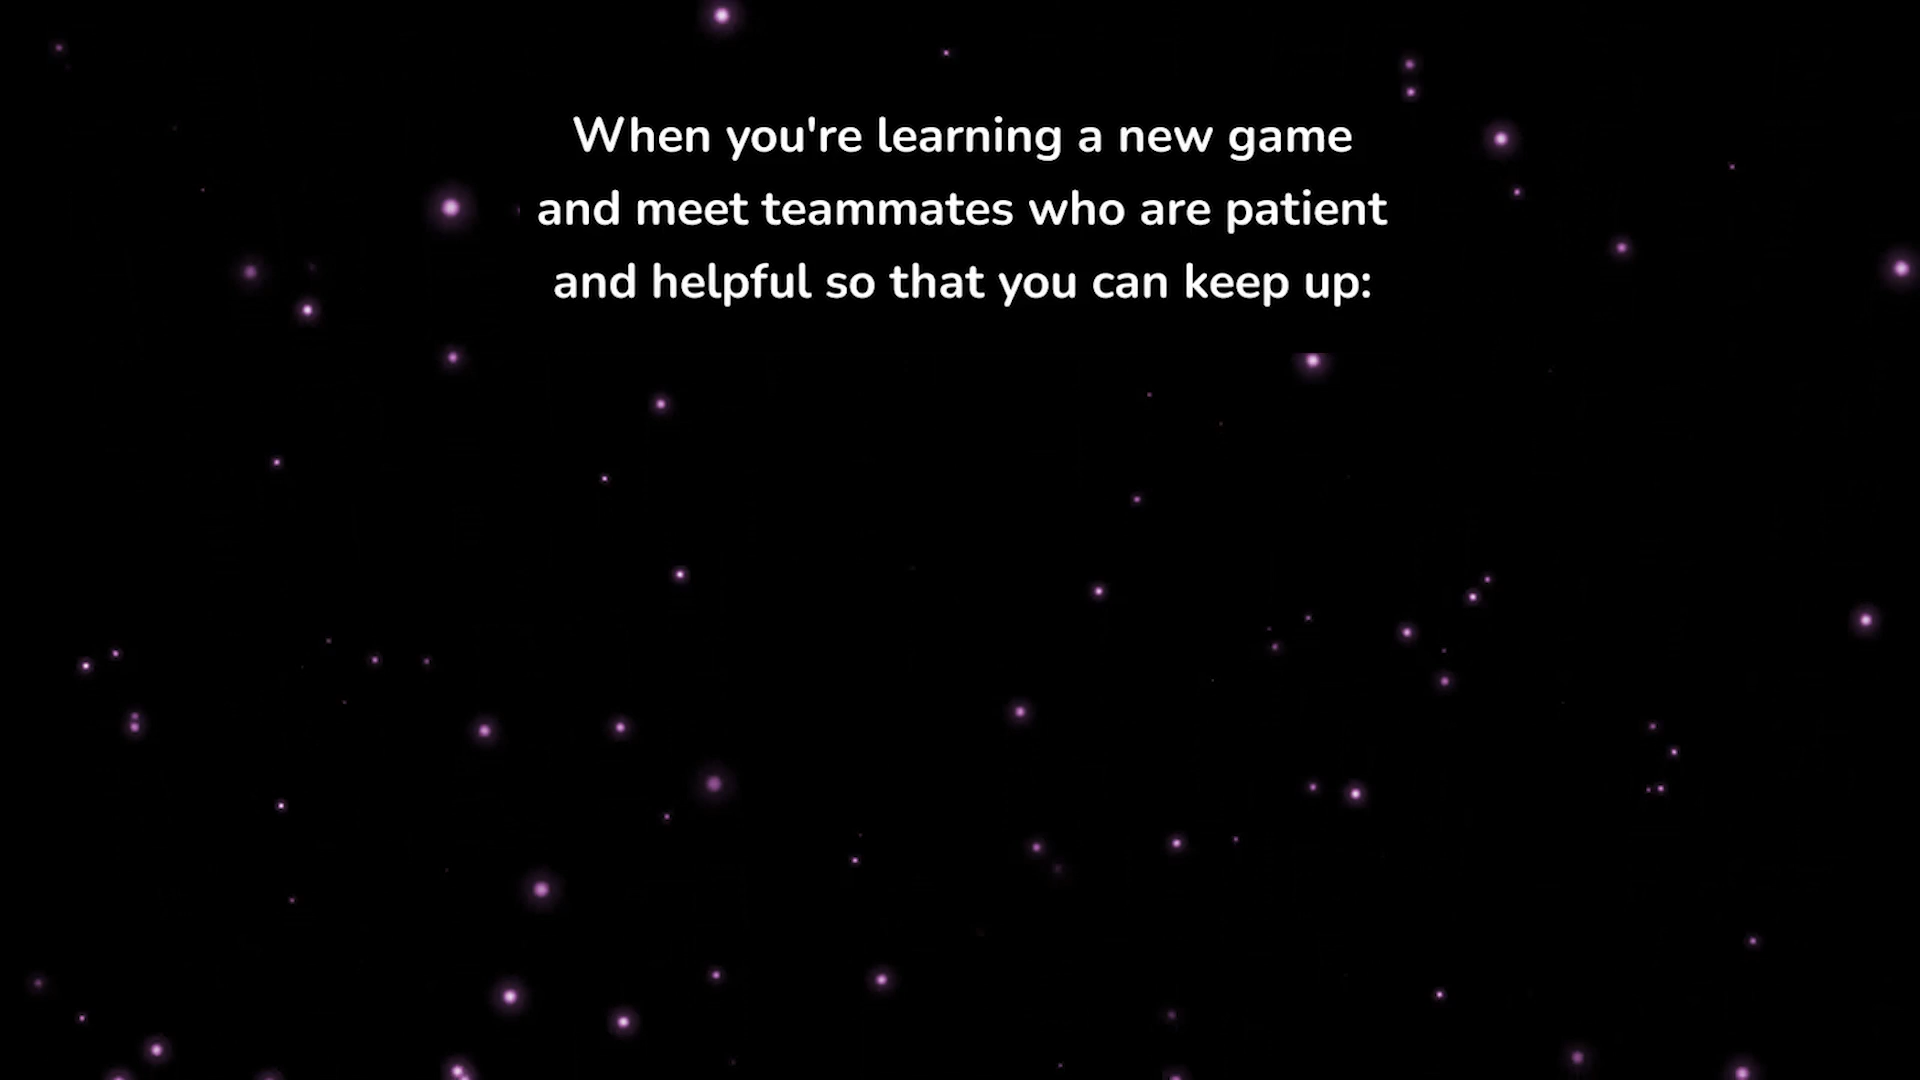 When you're learning a new game
and meet teammates who are patient
and helpful so that you can keep up: